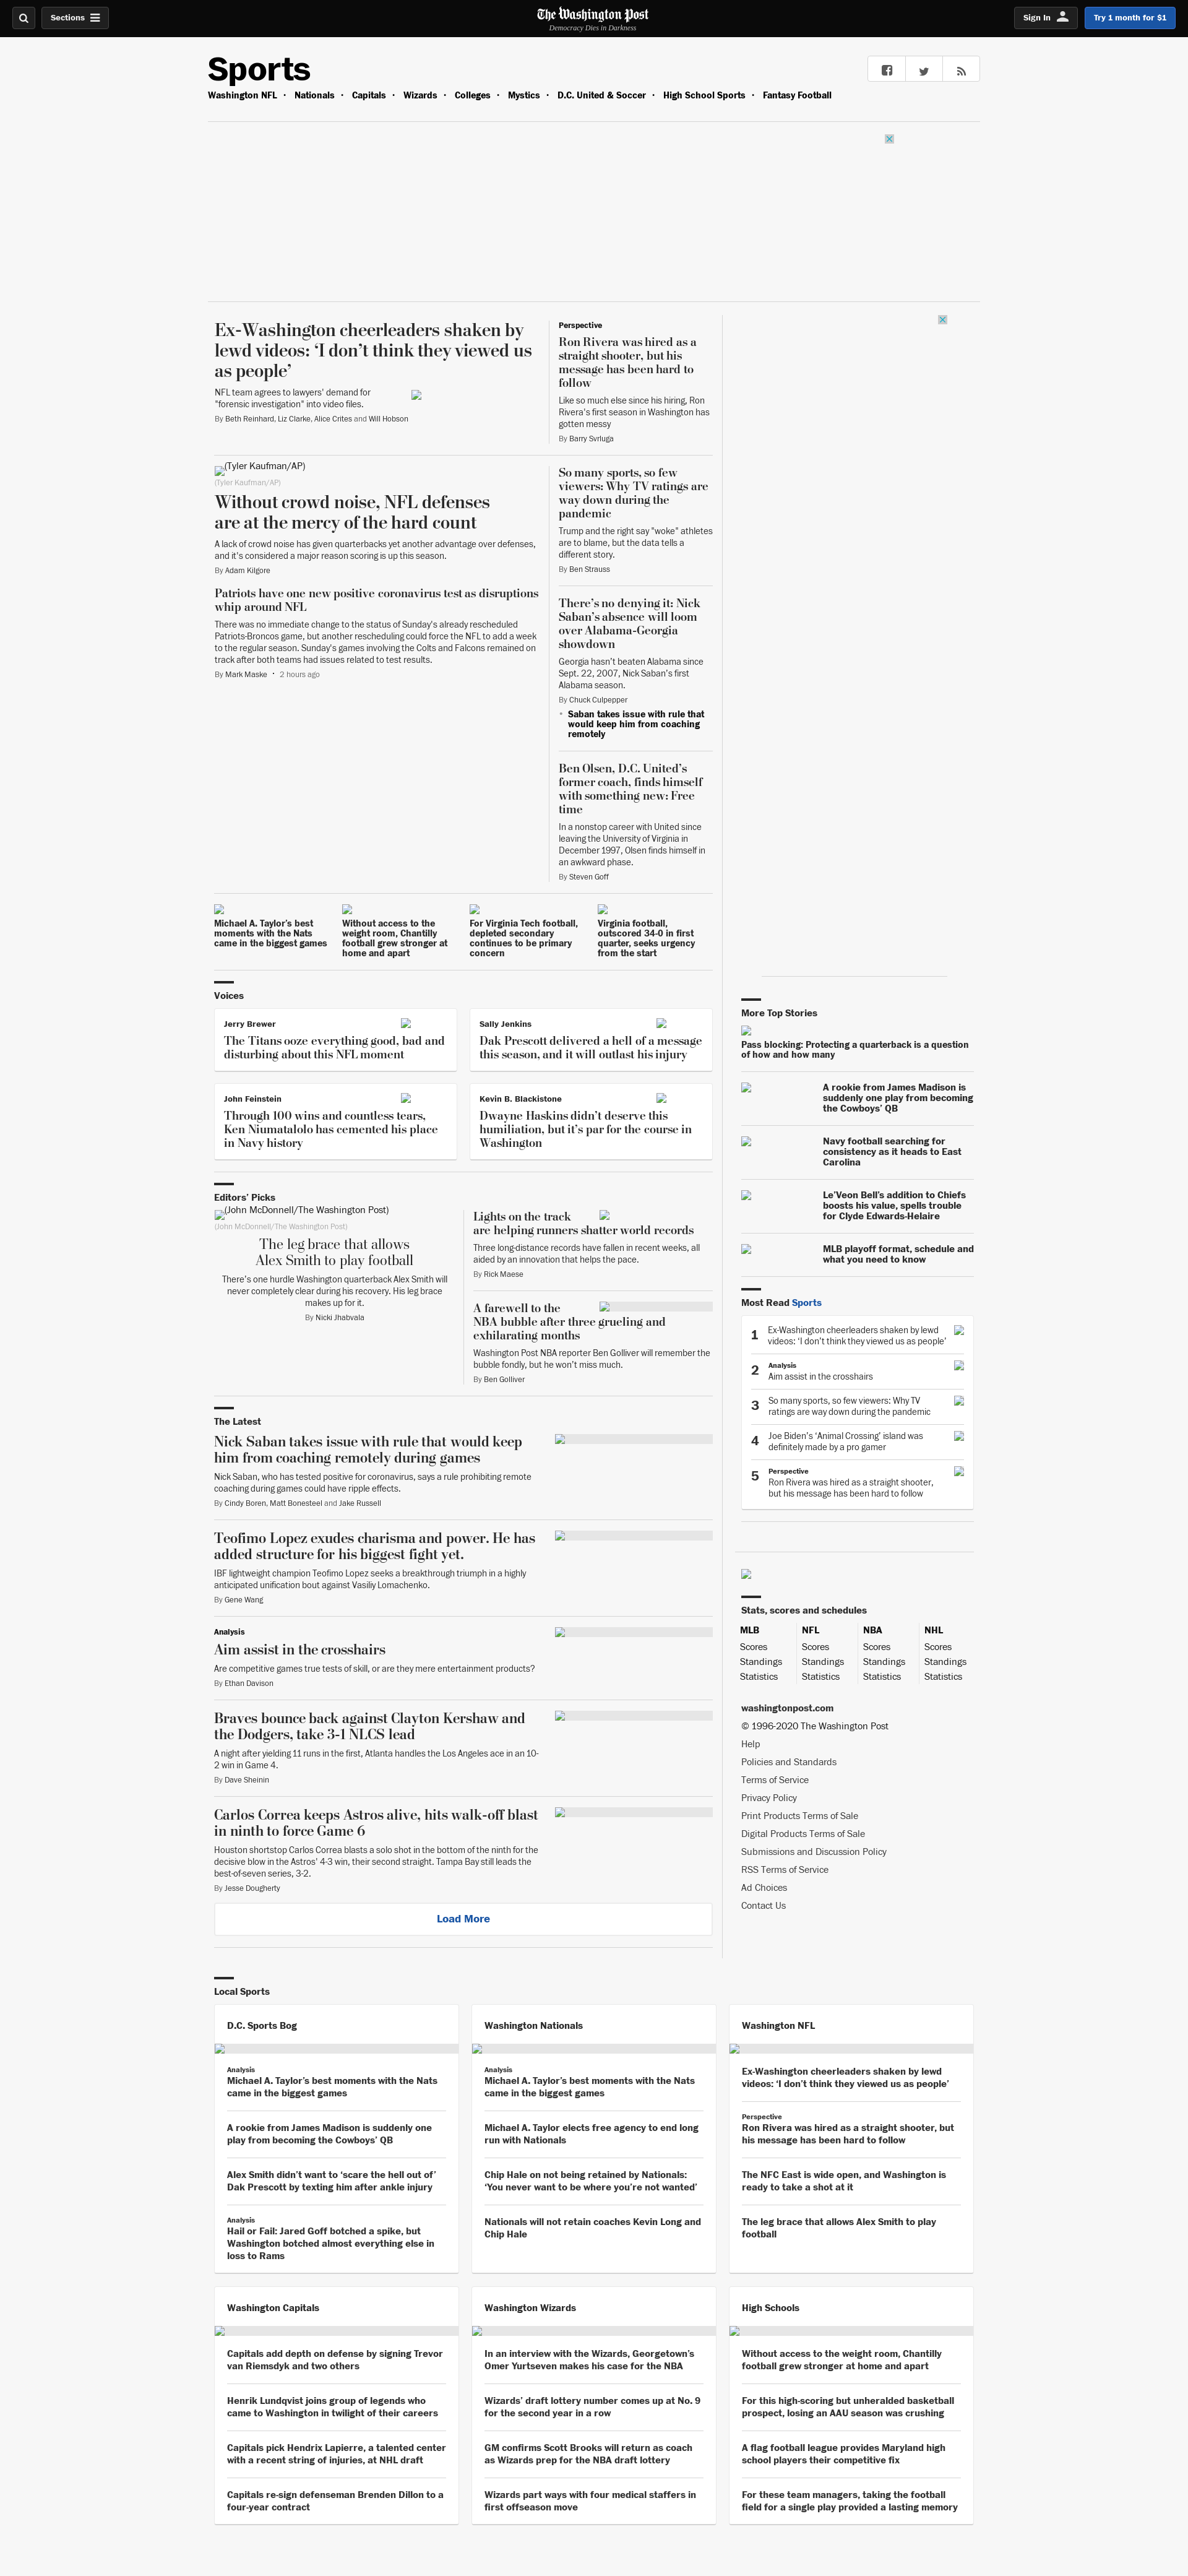 Sections
The Washington Post
Democracy Dies in Darkness
Sign In
Try 1 month for $1
Sports
Washington NFL • Nationals • Capitals • Wizards • Colleges • Mystics • D.C. United & Soccer • High School Sports • Fantasy Football
Ex-Washington cheerleaders shaken by
lewd videos: ‘I don’t think they viewed us
as people’
NFL team agrees to lawyers' demand for
"forensic investigation" into video files.
By Beth Reinhard, Liz Clarke, Alice Crites and Will Hobson
Perspective
Ron Rivera was hired as a
straight shooter, but his
message has been hard to
follow
Like so much else since his hiring, Ron
Rivera's first season in Washington has
gotten messy
By Barry Svrluga
(Tyler Kaufman/AP)
(Tyler Kaufman/AP)
Without crowd noise, NFL defenses
are at the mercy of the hard count
A lack of crowd noise has given quarterbacks yet another advantage over defenses,
and it's considered a major reason scoring is up this season.
By Adam Kilgore
Patriots have one new positive coronavirus test as disruptions
whip around NFL
There was no immediate change to the status of Sunday's already rescheduled
Patriots-Broncos game, but another rescheduling could force the NFL to add a week
to the regular season. Sunday's games involving the Colts and Falcons remained on
track after both teams had issues related to test results.
By Mark Maske • 2 hours ago
So many sports, so few
viewers: Why TV ratings are
way down during the
pandemic
Trump and the right say "woke" athletes
are to blame, but the data tells a
different story.
By Ben Strauss
There’s no denying it: Nick
Saban’s absence will loom
over Alabama-Georgia
showdown
Georgia hasn’t beaten Alabama since
Sept. 22, 2007, Nick Saban’s first
Alabama season.
By Chuck Culpepper
• Saban takes issue with rule that
would keep him from coaching
remotely
Ben Olsen, D.C. United’s
former coach, finds himself
with something new: Free
time
In a nonstop career with United since
leaving the University of Virginia in
December 1997, Olsen finds himself in
an awkward phase.
By Steven Goff
Michael A. Taylor’s best
moments with the Nats
came in the biggest games
Without access to the
weight room, Chantilly
football grew stronger at
home and apart
For Virginia Tech football,
depleted secondary
continues to be primary
concern
Virginia football,
outscored 34-0 in first
quarter, seeks urgency
from the start
Voices
Jerry Brewer
The Titans ooze everything good, bad and
disturbing about this NFL moment
Sally Jenkins
Dak Prescott delivered a hell of a message
this season, and it will outlast his injury
John Feinstein
Through 100 wins and countless tears,
Ken Niumatalolo has cemented his place
in Navy history
Kevin B. Blackistone
Dwayne Haskins didn’t deserve this
humiliation, but it’s par for the course in
Washington
Editors’ Picks
(John McDonnell/The Washington Post)
(John McDonnell/The Washington Post)
The leg brace that allows
Alex Smith to play football
There’s one hurdle Washington quarterback Alex Smith will
never completely clear during his recovery. His leg brace
makes up for it.
By Nicki Jhabvala
Lights on the track
are helping runners shatter world records
Three long-distance records have fallen in recent weeks, all
aided by an innovation that helps the pace.
By Rick Maese
A farewell to the
NBA bubble after three grueling and
exhilarating months
Washington Post NBA reporter Ben Golliver will remember the
bubble fondly, but he won't miss much.
By Ben Golliver
The Latest
Nick Saban takes issue with rule that would keep
him from coaching remotely during games
Nick Saban, who has tested positive for coronavirus, says a rule prohibiting remote
coaching during games could have ripple effects.
By Cindy Boren, Matt Bonesteel and Jake Russell
Teofimo Lopez exudes charisma and power. He has
added structure for his biggest fight yet.
IBF lightweight champion Teofimo Lopez seeks a breakthrough triumph in a highly
anticipated unification bout against Vasiliy Lomachenko.
By Gene Wang
Analysis
Aim assist in the crosshairs
Are competitive games true tests of skill, or are they mere entertainment products?
By Ethan Davison
Braves bounce back against Clayton Kershaw and
the Dodgers, take 3-1 NLCS lead
A night after yielding 11 runs in the first, Atlanta handles the Los Angeles ace in an 10-
2 win in Game 4.
By Dave Sheinin
Carlos Correa keeps Astros alive, hits walk-off blast
in ninth to force Game 6
Houston shortstop Carlos Correa blasts a solo shot in the bottom of the ninth for the
decisive blow in the Astros' 4-3 win, their second straight. Tampa Bay still leads the
best-of-seven series, 3-2.
By Jesse Dougherty
Load More
More Top Stories
Pass blocking: Protecting a quarterback is a question
of how and how many
A rookie from James Madison is
suddenly one play from becoming
the Cowboys’ QB
Navy football searching for
consistency as it heads to East
Carolina
Le’Veon Bell’s addition to Chiefs
boosts his value, spells trouble
for Clyde Edwards-Helaire
MLB playoff format, schedule and
what you need to know
Most Read Sports
1 Ex-Washington cheerleaders shaken by lewd
videos: ‘I don’t think they viewed us as people’
2 Analysis
Aim assist in the crosshairs
3 So many sports, so few viewers: Why TV
ratings are way down during the pandemic
4 Joe Biden’s ‘Animal Crossing’ island was
definitely made by a pro gamer
5 Perspective
Ron Rivera was hired as a straight shooter,
but his message has been hard to follow
Stats, scores and schedules
MLB NFL NBA NHL
Scores Scores Scores Scores
Standings Standings Standings Standings
Statistics Statistics Statistics Statistics
washingtonpost.com
© 1996-2020 The Washington Post
Help
Policies and Standards
Terms of Service
Privacy Policy
Print Products Terms of Sale
Digital Products Terms of Sale
Submissions and Discussion Policy
RSS Terms of Service
Ad Choices
Contact Us
Local Sports
D.C. Sports Bog
Analysis
Michael A. Taylor’s best moments with the Nats
came in the biggest games
A rookie from James Madison is suddenly one
play from becoming the Cowboys’ QB
Alex Smith didn’t want to ‘scare the hell out of’
Dak Prescott by texting him after ankle injury
Analysis
Hail or Fail: Jared Goff botched a spike, but
Washington botched almost everything else in
loss to Rams
Washington Nationals
Analysis
Michael A. Taylor’s best moments with the Nats
came in the biggest games
Michael A. Taylor elects free agency to end long
run with Nationals
Chip Hale on not being retained by Nationals:
‘You never want to be where you’re not wanted’
Nationals will not retain coaches Kevin Long and
Chip Hale
Washington NFL
Ex-Washington cheerleaders shaken by lewd
videos: ‘I don’t think they viewed us as people’
Perspective
Ron Rivera was hired as a straight shooter, but
his message has been hard to follow
The NFC East is wide open, and Washington is
ready to take a shot at it
The leg brace that allows Alex Smith to play
football
Washington Capitals
Capitals add depth on defense by signing Trevor
van Riemsdyk and two others
Henrik Lundqvist joins group of legends who
came to Washington in twilight of their careers
Capitals pick Hendrix Lapierre, a talented center
with a recent string of injuries, at NHL draft
Capitals re-sign defenseman Brenden Dillon to a
four-year contract
Washington Wizards
In an interview with the Wizards, Georgetown’s
Omer Yurtseven makes his case for the NBA
Wizards’ draft lottery number comes up at No. 9
for the second year in a row
GM confirms Scott Brooks will return as coach
as Wizards prep for the NBA draft lottery
Wizards part ways with four medical staffers in
first offseason move
High Schools
Without access to the weight room, Chantilly
football grew stronger at home and apart
For this high-scoring but unheralded basketball
prospect, losing an AAU season was crushing
A flag football league provides Maryland high
school players their competitive fix
For these team managers, taking the football
field for a single play provided a lasting memory